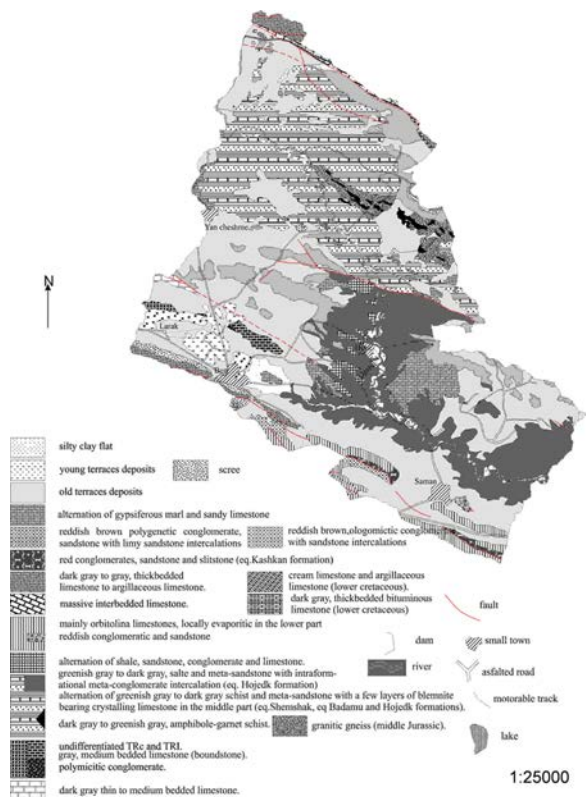 Yan cheshme
N
Larak
Saman
silty clay flat
young terraces deposits
scree
old terraces deposits
alternation of gypsiferous marl and sandy limestone
reddish brown polygenetic conglomerate,
sandstone with limy sandstone intercalations
reddish brown,ologomictic conglom
with sandstone intercalations
red conglomerates, sandstone and slitstone (eq.Kashkan formation)
dark gray to gray, thickbedded
limestone to argillaceous limestone.
cream limestone and argillaceous
limestone (lower cretaceous).
massive interbedded limestone.
dark gray, thickbedded bituminous
limestone (lower cretaceous)
fault
mainly orbitolina limestones, locally evaporitic in the lower part
reddish conglomeratic and sandstone
dam
small town
alternation of shale, sandstone, conglomerate and limestone.
greenish gray to dark gray, salte and meta-sandstone with intraform-
ational meta-conglomerate intercalation (eq. Hojedk formation)
river
asfalted road
alternation of greenish gray to dark gray schist and meta-sandstone with a few layers of blemnite
bearing crystalling limestone in the middle part (eq.Shemshak, eq Badamu and Hojedk formations).
motorable track
dark gray to greenish gray, amphibole-garnet schist.
granitic gneiss (middle Jurassic).
lake
undifferentiated TRc and TRI.
gray, medium bedded limestone (boundstone).
polymicitic conglomerate.
dark gray thin to medium bedded limestone.
1:25000